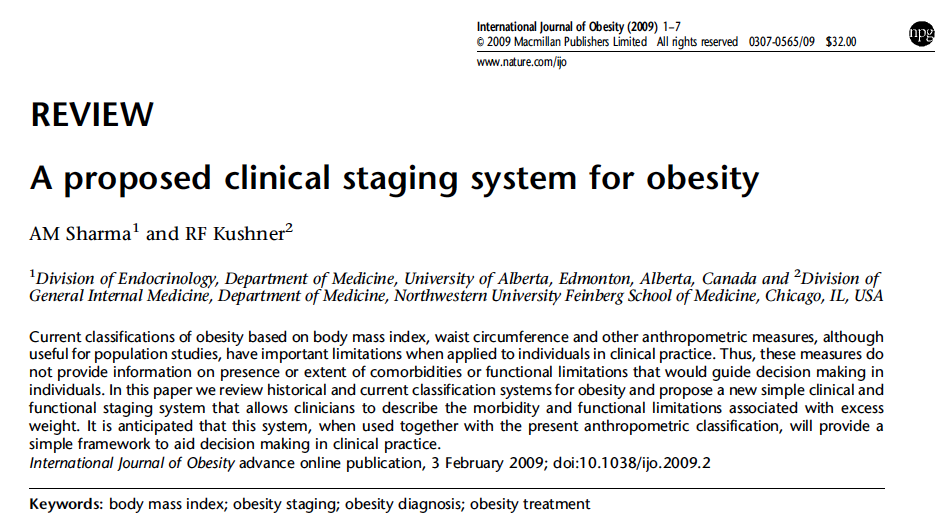 International Journal of Obesity (2009) 1–7
© 2009 Macmillan Publishers Limited All rights reserved 0307-0565/09 $32.00
npg
www.nature.com/ijo
REVIEW
A proposed clinical staging system for obesity
AM Sharma1 and RF Kushner2
1Division of Endocrinology, Department of Medicine, University of Alberta, Edmonton, Alberta, Canada and 2Division of
General Internal Medicine, Department of Medicine, Northwestern University Feinberg School of Medicine, Chicago, IL, USA
Current classifications of obesity based on body mass index, waist circumference and other anthropometric measures, although
useful for population studies, have important limitations when applied to individuals in clinical practice. Thus, these measures do
not provide information on presence or extent of comorbidities or functional limitations that would guide decision making in
individuals. In this paper we review historical and current classification systems for obesity and propose a new simple clinical and
functional staging system that allows clinicians to describe the morbidity and functional limitations associated with excess
weight. It is anticipated that this system, when used together with the present anthropometric classification, will provide a
simple framework to aid decision making in clinical practice.
International Journal of Obesity advance online publication, 3 February 2009; doi:10.1038/ijo.2009.2
Keywords: body mass index; obesity staging; obesity diagnosis; obesity treatment